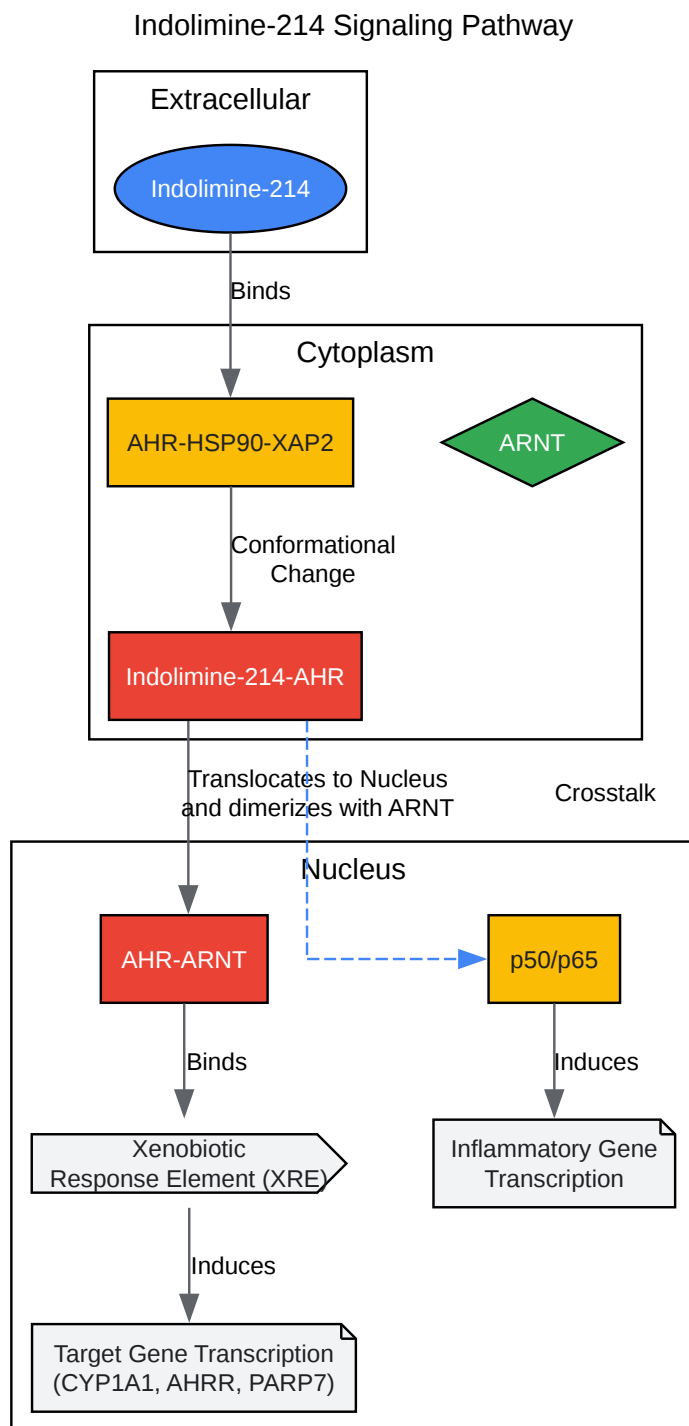 Indolimine-214 Signaling Pathway
Extracellular
Indolimine-214
Binds
Cytoplasm
AHR-HSP90-XAP2
ARNT
Conformational
Change
Indolimine-214-AHR
Translocates to Nucleus
and dimerizes with ARNT
Crosstalk
Nucleus
AHR-ARNT
p50/p65
Binds
Induces
Xenobiotic
Response Element (XRE)
Inflammatory Gene
Transcription
Induces
Target Gene Transcription
(CYP1A1, AHRR, PARP7)